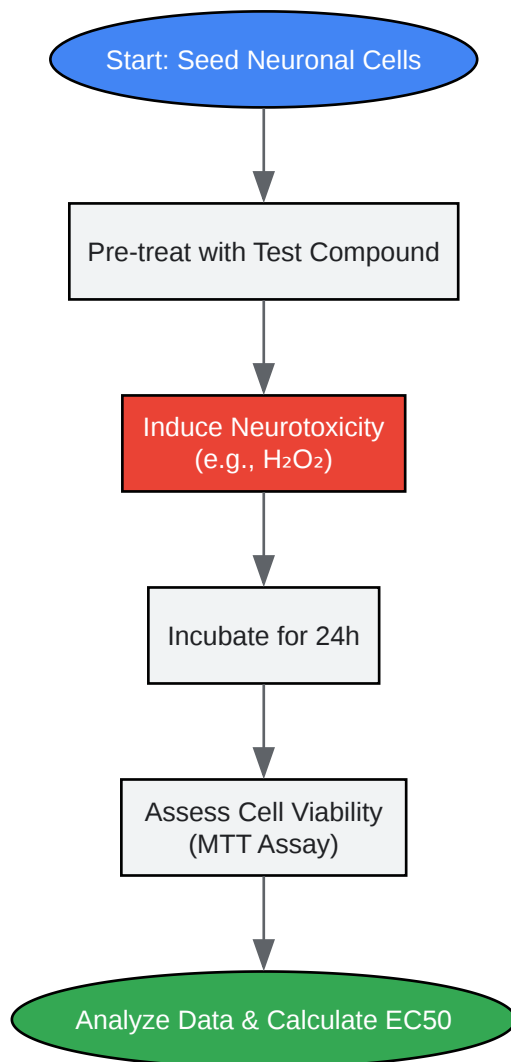 Start: Seed Neuronal Cells
Pre-treat with Test Compound
Induce Neurotoxicity
(e.g., H₂O₂)
Incubate for 24h
Assess Cell Viability
(MTT Assay)
Analyze Data & Calculate EC50